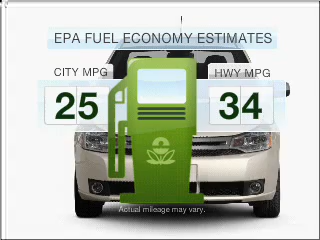 EPA FUEL ECONOMY ESTIMATES
CITY MPG
HWY MPG
25
34
Actual mileage may vary.